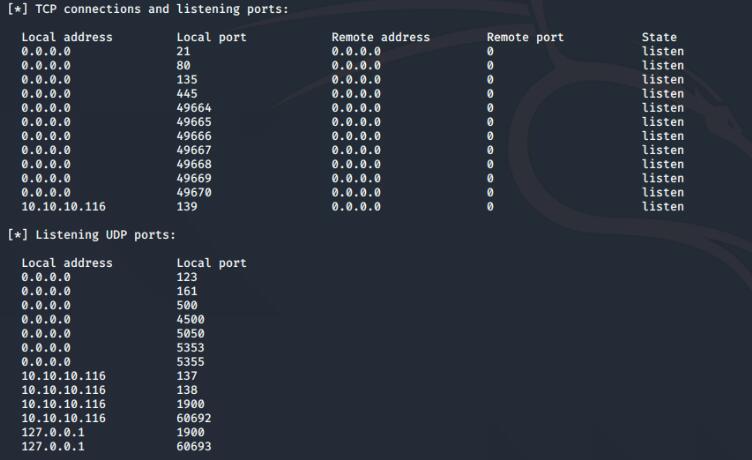 [*] TCP connections and listening ports:
Local address Local port Remote address Remote port State
0.0.0.0 21 0.0.0.0 0 listen
0.0.0.0 80 0.0.0.0 0 listen
0.0.0.0 135 0.0.0.0 0 listen
0.0.0.0 445 0.0.0.0 0 listen
0.0.0.0 49664 0.0.0.0 0 listen
0.0.0.0 49665 0.0.0.0 0 listen
0.0.0.0 49666 0.0.0.0 0 listen
0.0.0.0 49667 0.0.0.0 0 listen
0.0.0.0 49668 0.0.0.0 0 listen
0.0.0.0 49669 0.0.0.0 0 listen
0.0.0.0 49670 0.0.0.0 0 listen
10.10.10.116 139 0.0.0.0 0 listen
[*] Listening UDP ports:
Local address Local port
0.0.0.0 123
0.0.0.0 161
0.0.0.0 500
0.0.0.0 4500
0.0.0.0 5050
0.0.0.0 5353
0.0.0.0 5355
10.10.10.116 137
10.10.10.116 138
10.10.10.116 1900
10.10.10.116 60692
127.0.0.1 1900
127.0.0.1 60693